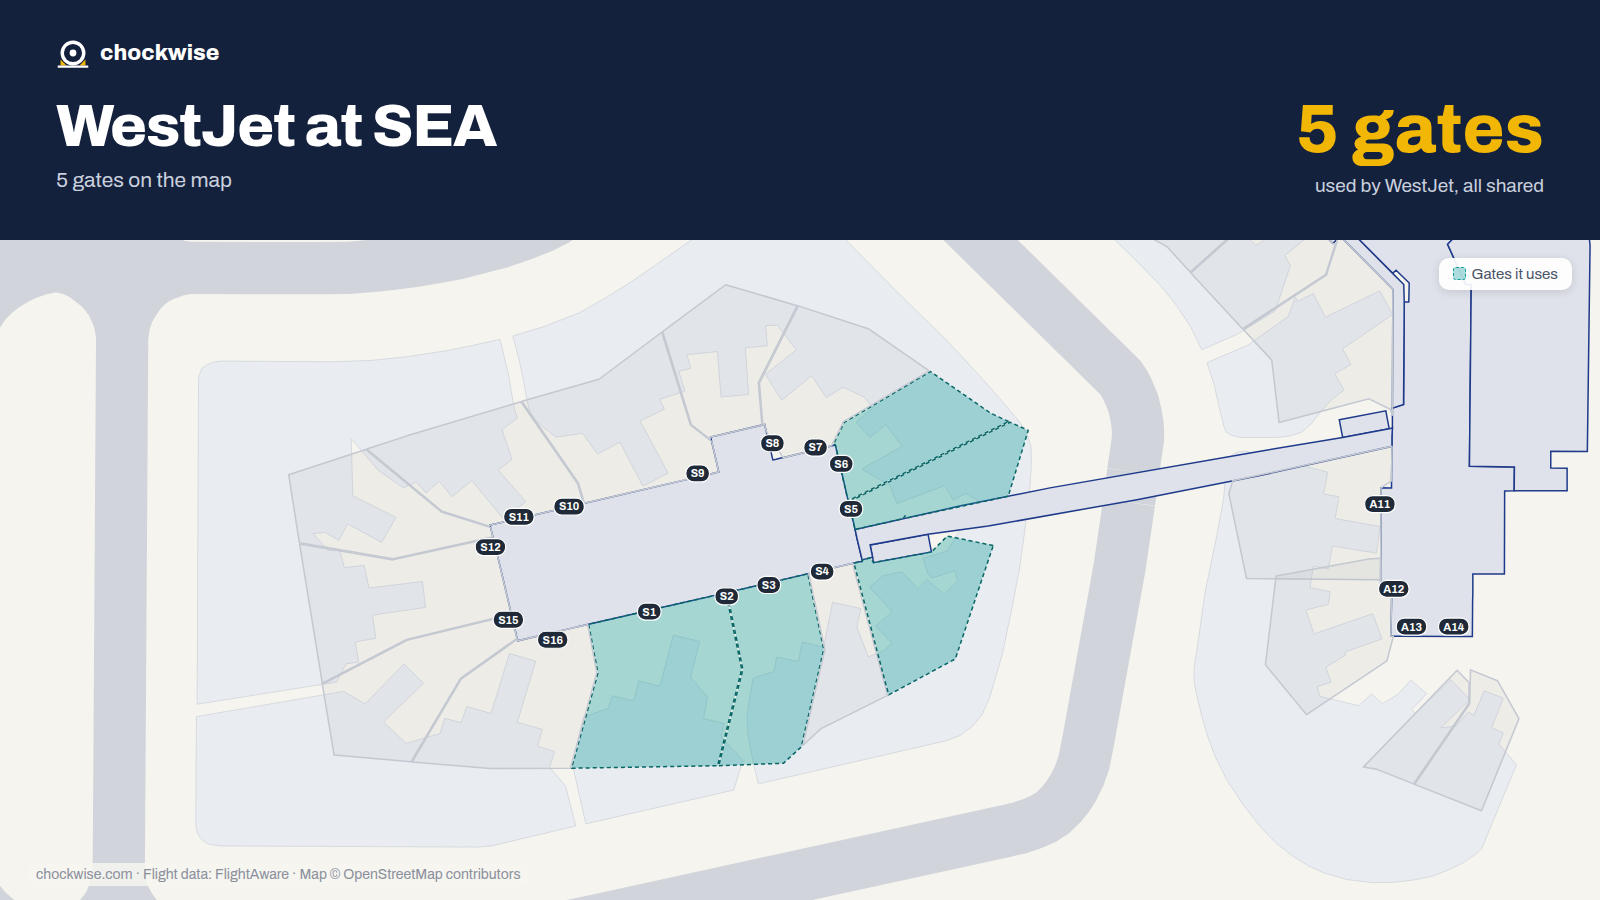 chockwise
WestJet at SEA
5 gates on the map
5 gates
used by WestJet, all shared
Gates it uses
S8
S7
S6
S9
S5
S10
S11
S12
A11
S4
S3
S2
S1
S15
S16
A12
A13
A14
chockwise.com · Flight data: FlightAware · Map © OpenStreetMap contributors